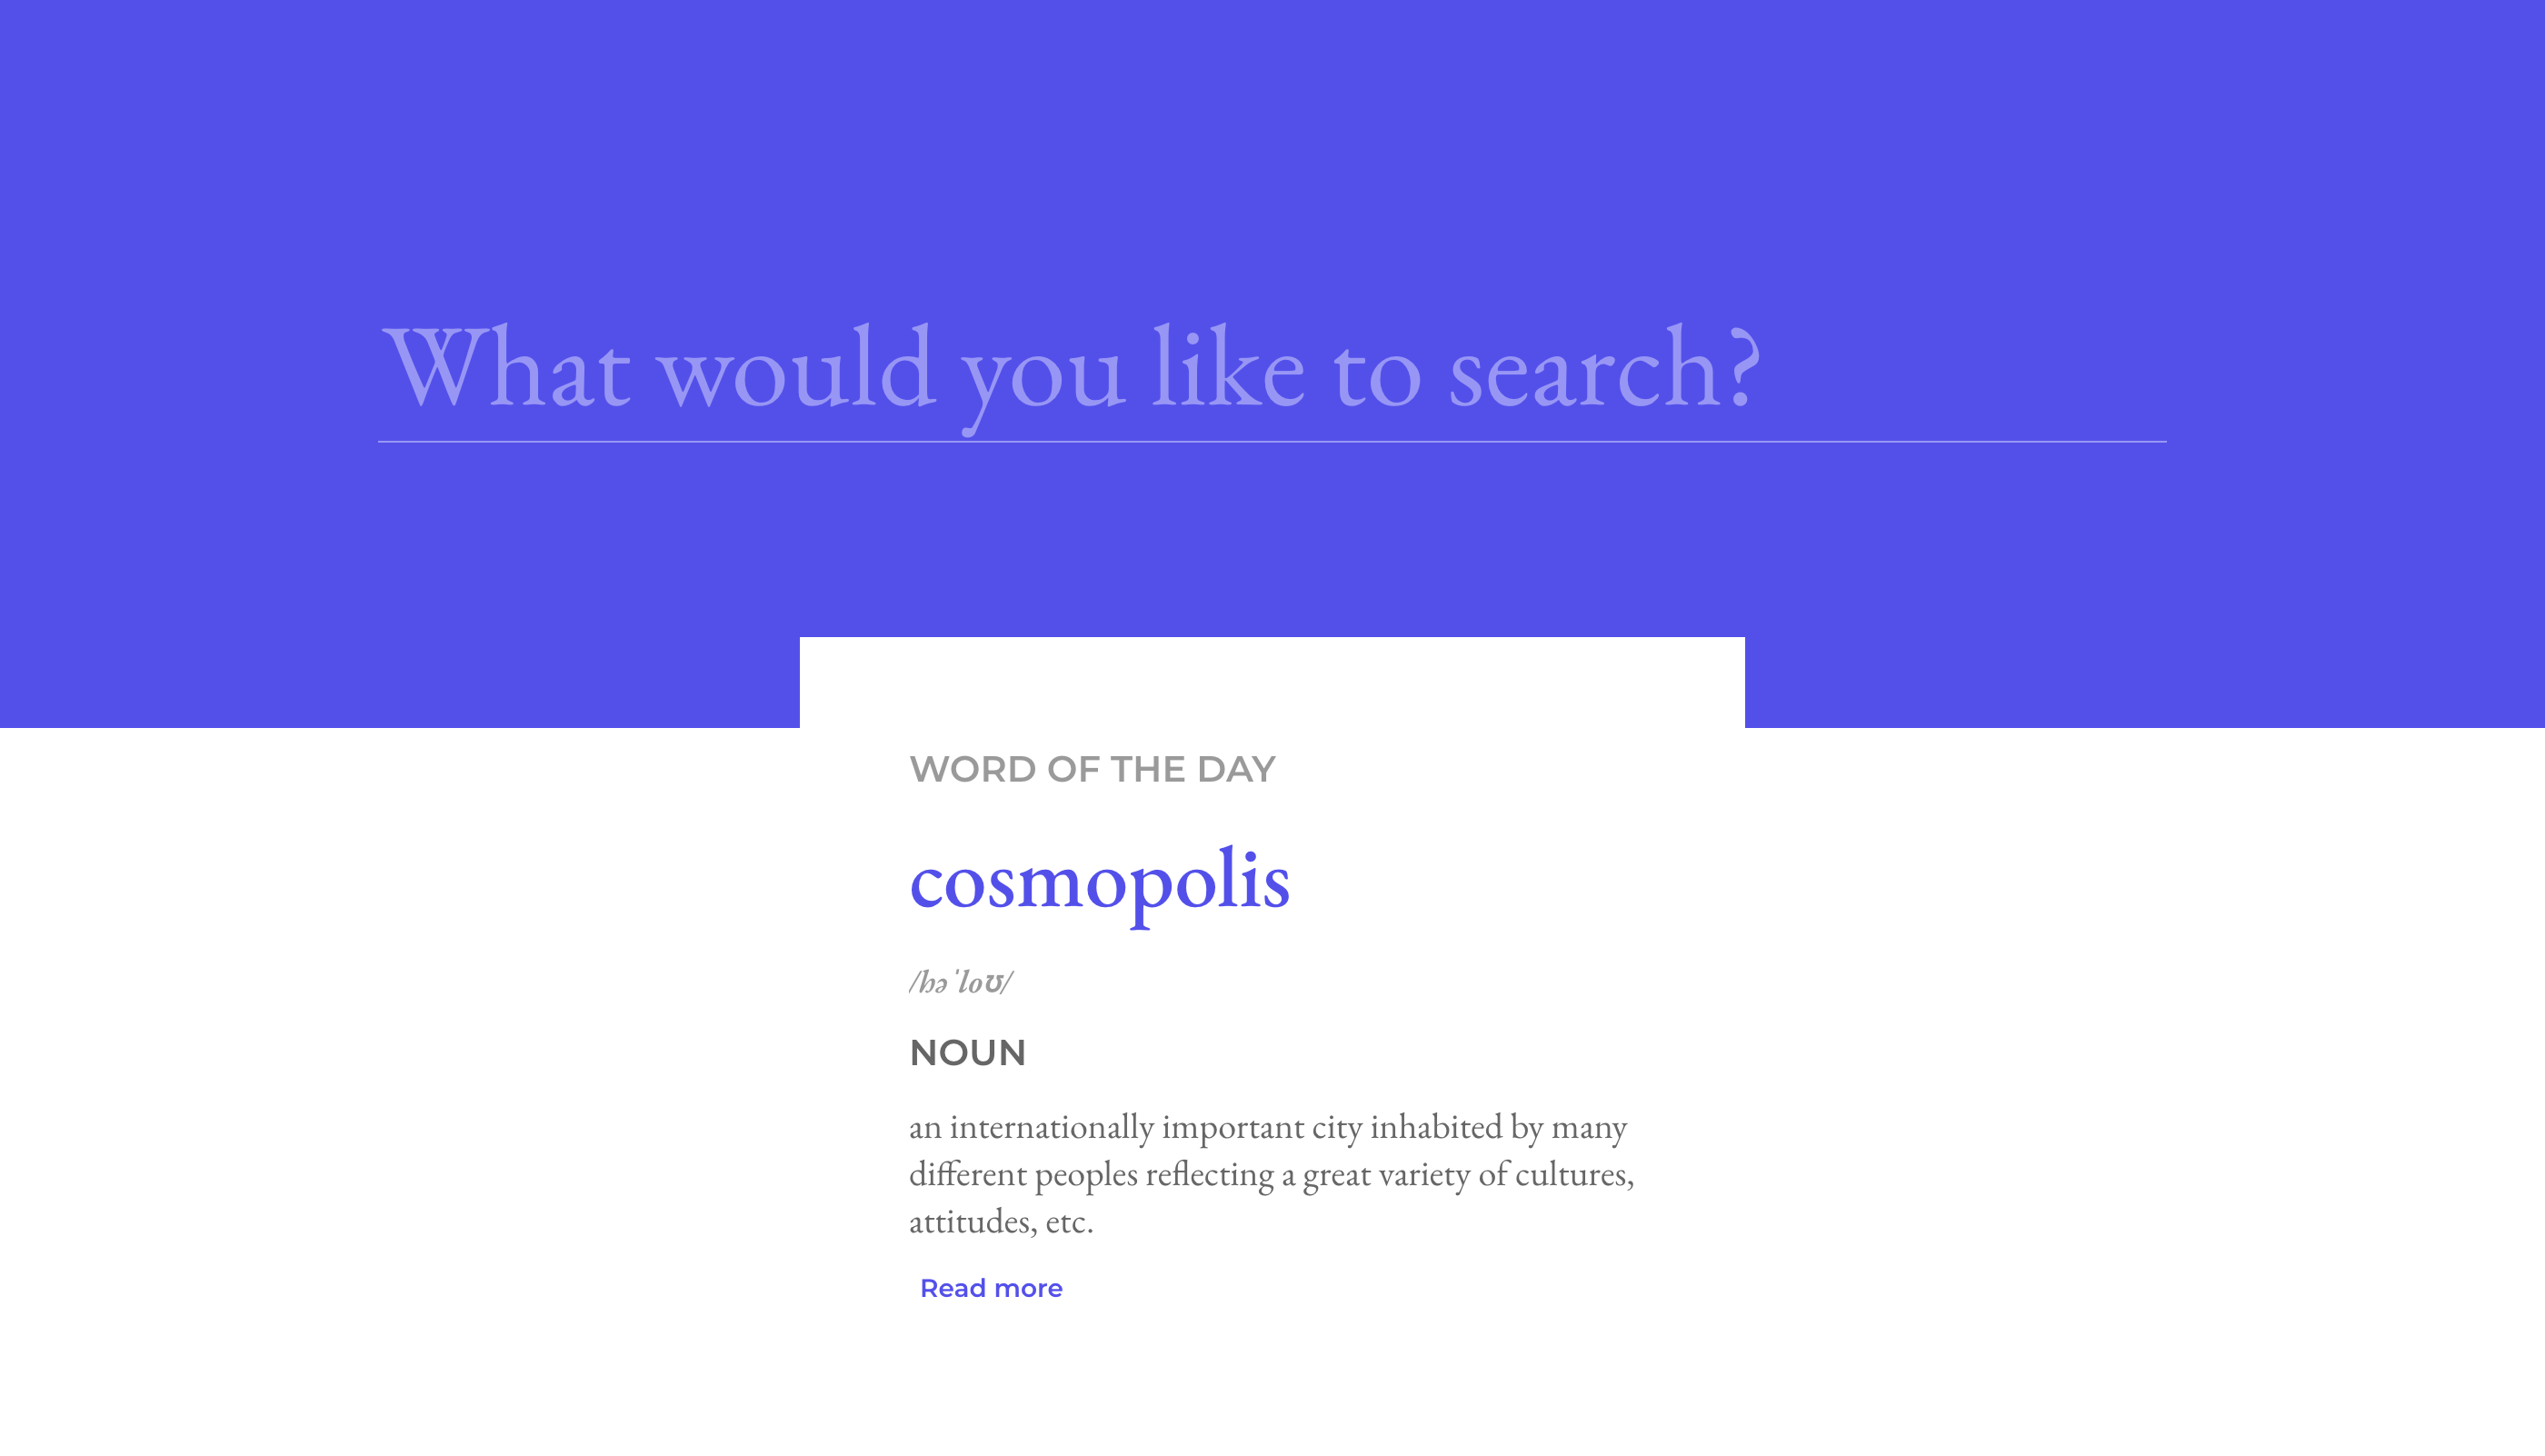 What would you like to search?
WORD OF THE DAY
cosmopolis
/həˈloʊ/
NOUN
an internationally important city inhabited by many
different peoples reflecting a great variety of cultures,
attitudes, etc.
Read more